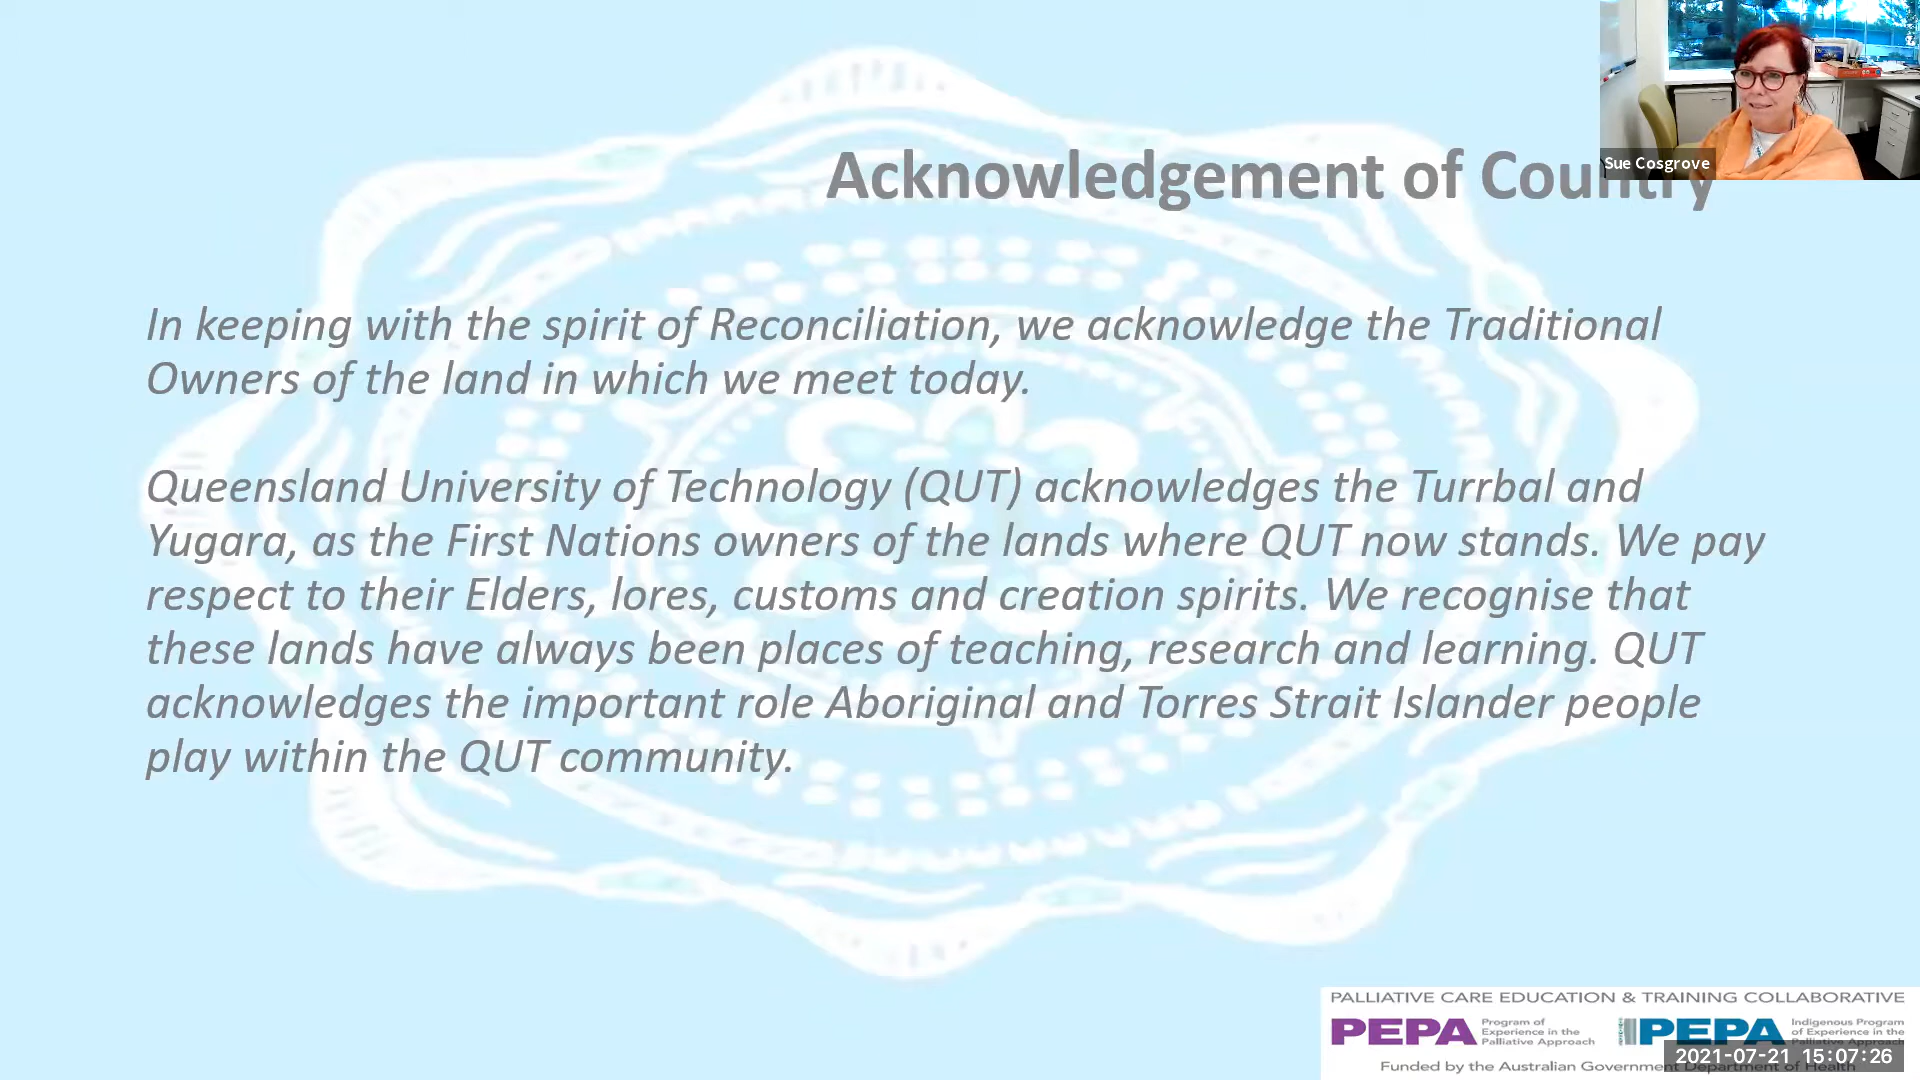 Sue Cosgrove
Acknowledgement of Country
In keeping with the spirit of Reconciliation, we acknowledge the Traditional
Owners of the land in which we meet today.
Queensland University of Technology (QUT) acknowledges the Turrbal and
Yugara, as the First Nations owners of the lands where QUT now stands. We pay
respect to their Elders, lores, customs and creation spirits. We recognise that
these lands have always been places of teaching, research and learning. QUT
acknowledges the important role Aboriginal and Torres Strait Islander people
play within the QUT community.
PALLIATIVE CARE EDUCATION & TRAINING COLLABORATIVE
PEPA
Program of
Experience in the
Palliative Approach
IPEPA
Indigenous Program
of Experience in the
Palliative Approach
Funded by the Australian Government Department of Health
2021-07-21 15:07:26